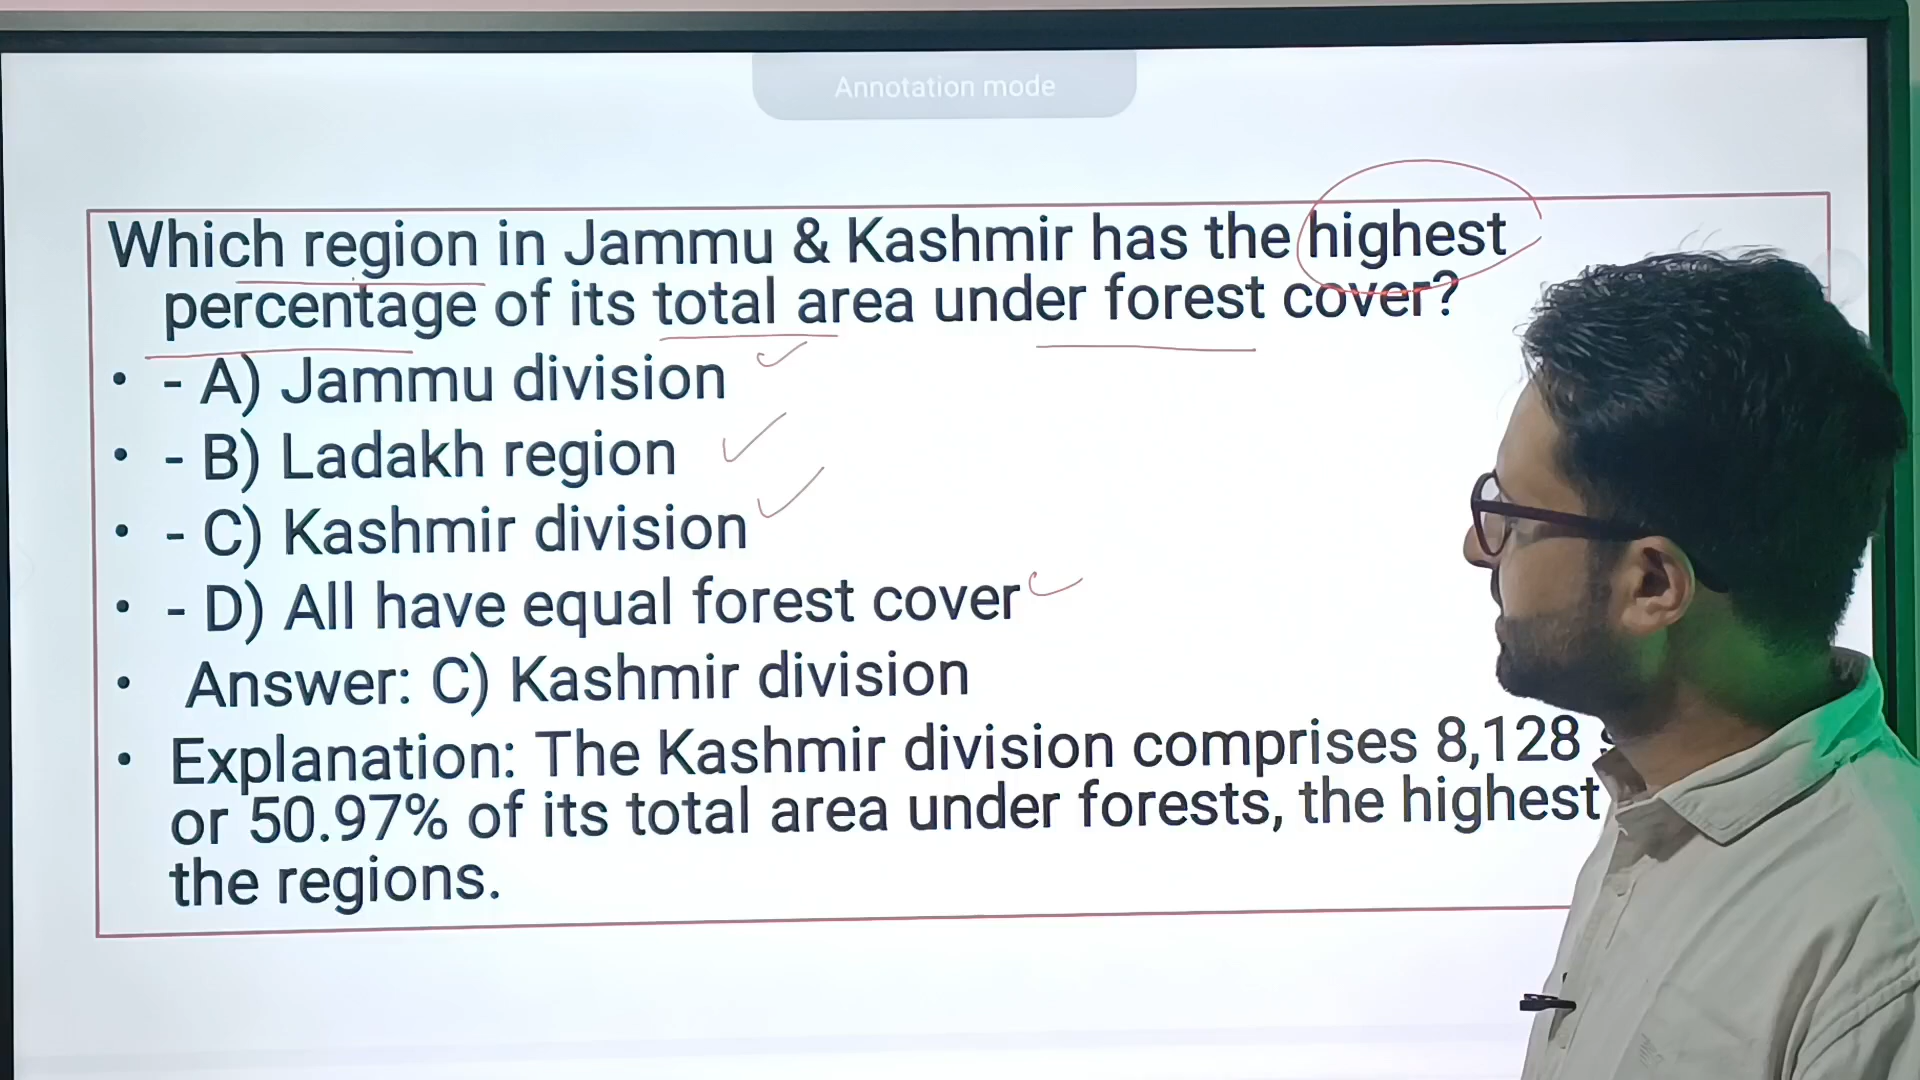 Annotation mode
Which region in Jammu & Kashmir has the highest
percentage of its total area under forest cover?
• - A) Jammu division
• - B) Ladakh region
• - C) Kashmir division
• - D) All have equal forest cover
• Answer: C) Kashmir division
• Explanation: The Kashmir division comprises 8,128
or 50.97% of its total area under forests, the highest
the regions.